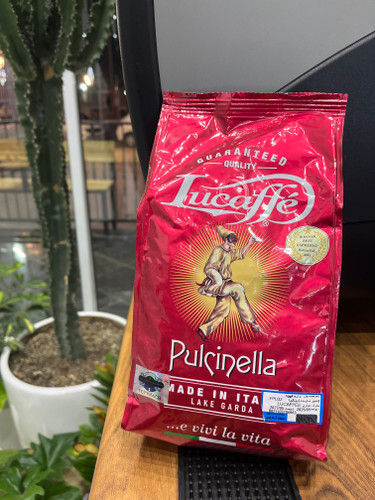 GUARANTEED
QUALITY
Lucaffé
®
Pulcinella
MADE IN ITA
LAKE GARDA
...e vivi la vita